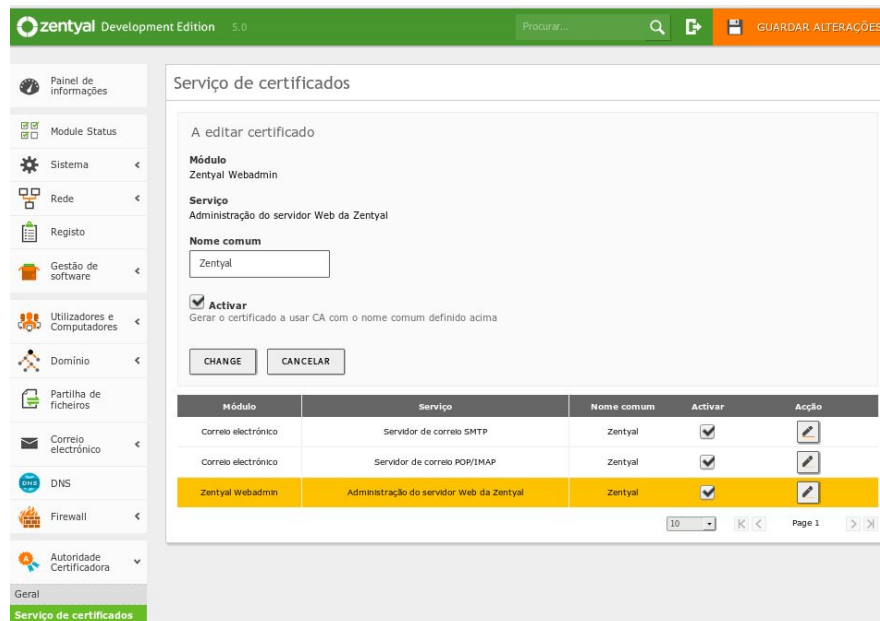 zentyal Development Edition 5.0
Procurar...
GUARDAR ALTERAÇÕES
Painel de
informações
Module Status
Sistema
Rede
Registo
Gestão de
software
Utilizadores e
Computadores
Domínio
Partilha de
ficheiros
Correio
electrónico
DNS
DNS
Firewall
Autoridade
Certificadora
Geral
Serviço de certificados
Serviço de certificados
A editar certificado
Módulo
Zentyal Webadmin
Serviço
Administração do servidor Web da Zentyal
Nome comum
Zentyal
Activar
Gerar o certificado a usar CA com o nome comum definido acima
CHANGE CANCELAR
Módulo Serviço Nome comum Activar Acção
Correio electrónico Servidor de correio SMTP Zentyal
Correio electrónico Servidor de correio POP/IMAP Zentyal
Zentyal Webadmin Administração do servidor Web da Zentyal Zentyal
10 Page 1